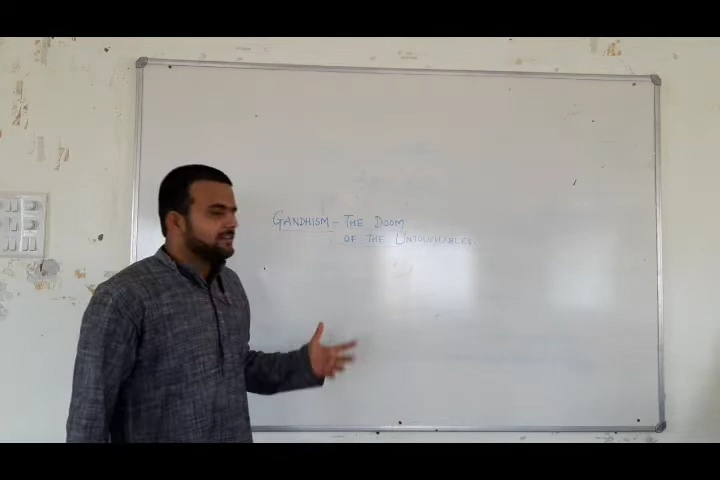 GANDHISM – THE DOOM
OF THE UNTOUCHABLES.